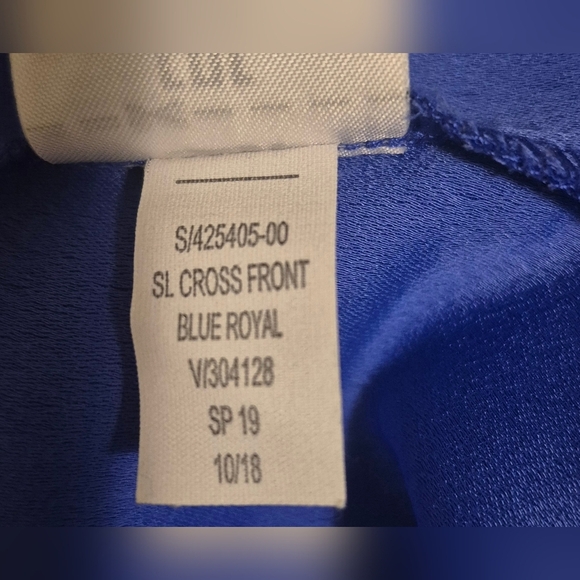 S/425405-00
SL CROSS FRONT
BLUE ROYAL
V/304128
SP 19
10/18